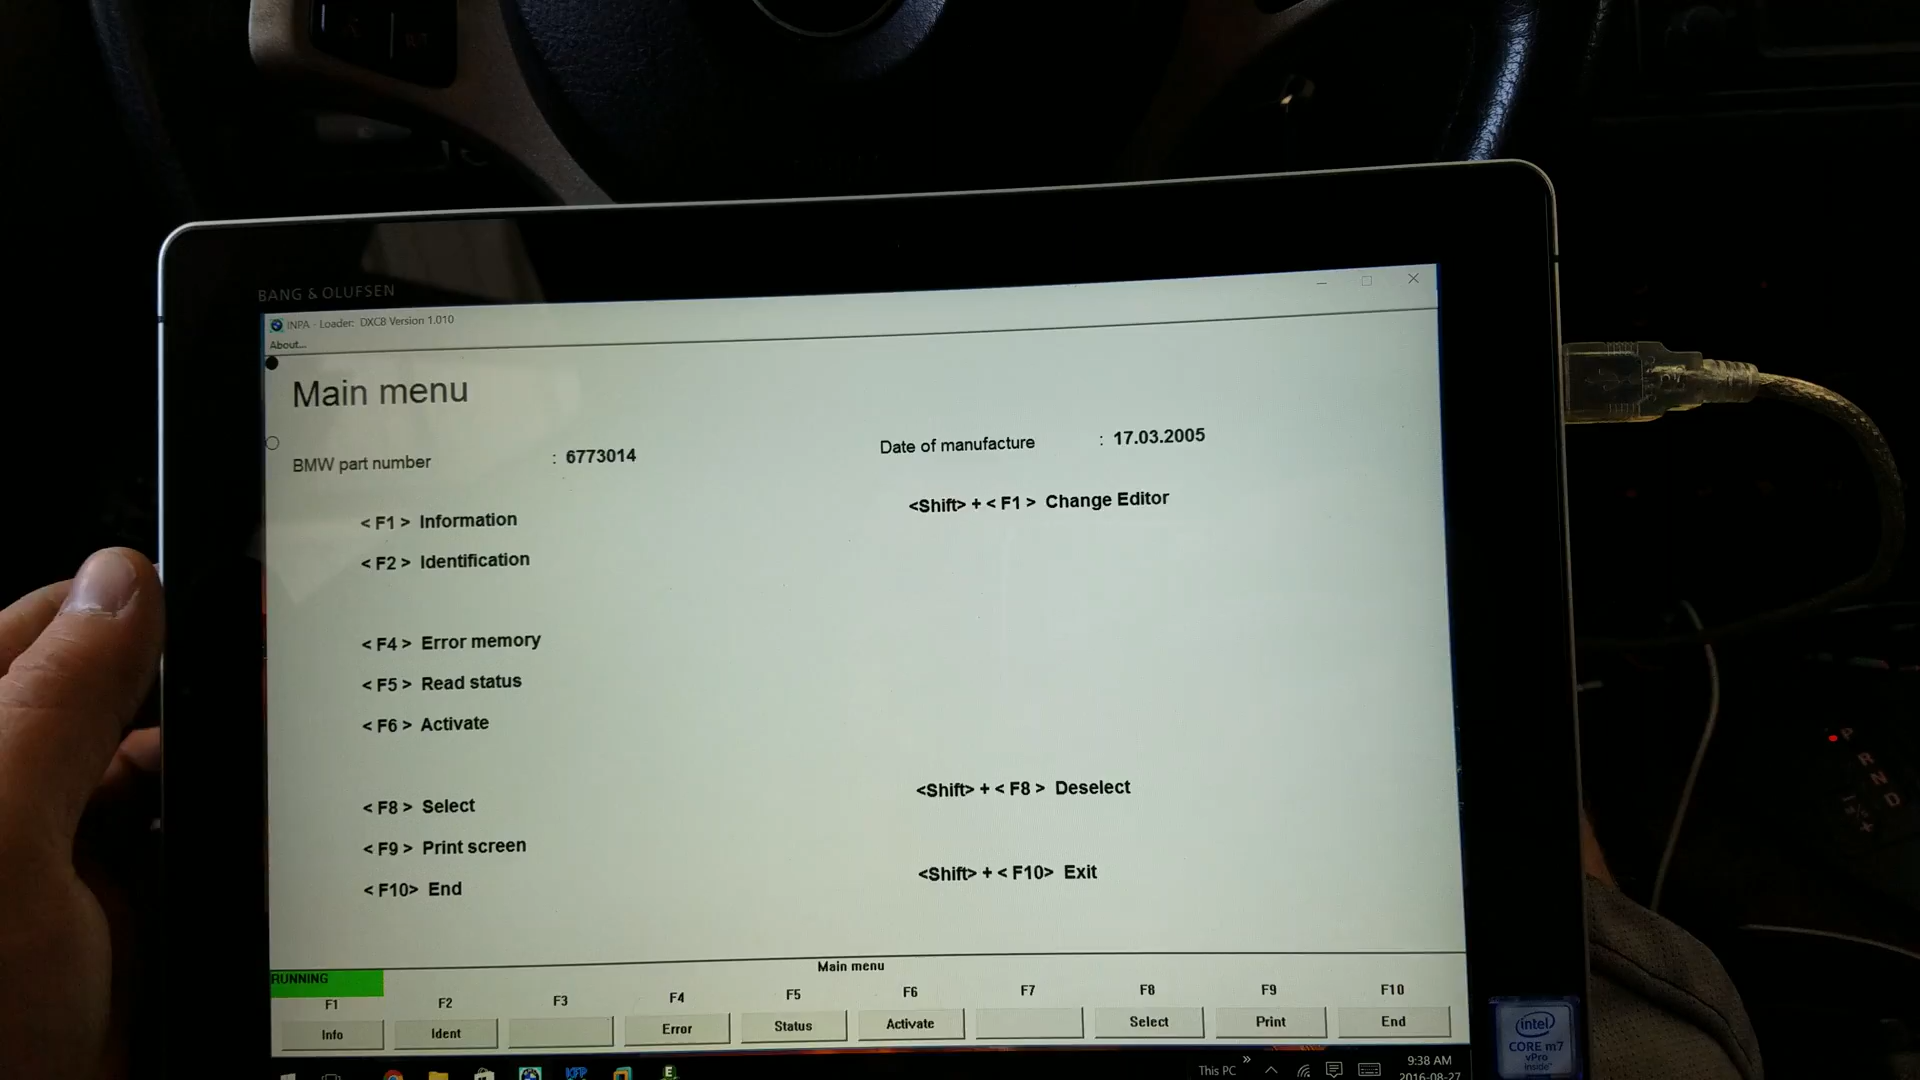 BANG & OLUFSEN
INPA - Loader: DXC8 Version 1.010
About...
Main menu
BMW part number : 6773014
Date of manufacture : 17.03.2005
< F1 > Information
<Shift> + < F1 > Change Editor
< F2 > Identification
< F4 > Error memory
< F5 > Read status
< F6 > Activate
< F8 > Select
<Shift> + < F8 > Deselect
< F9 > Print screen
< F10> End
<Shift> + < F10> Exit
RUNNING
Main menu
F1 F2 F3 F4 F5 F6 F7 F8 F9 F10
Info Ident Error Status Activate Select Print End
This PC
9:38 AM
2016-08-27
intel
CORE m7
vPro
inside
P
R
N
D